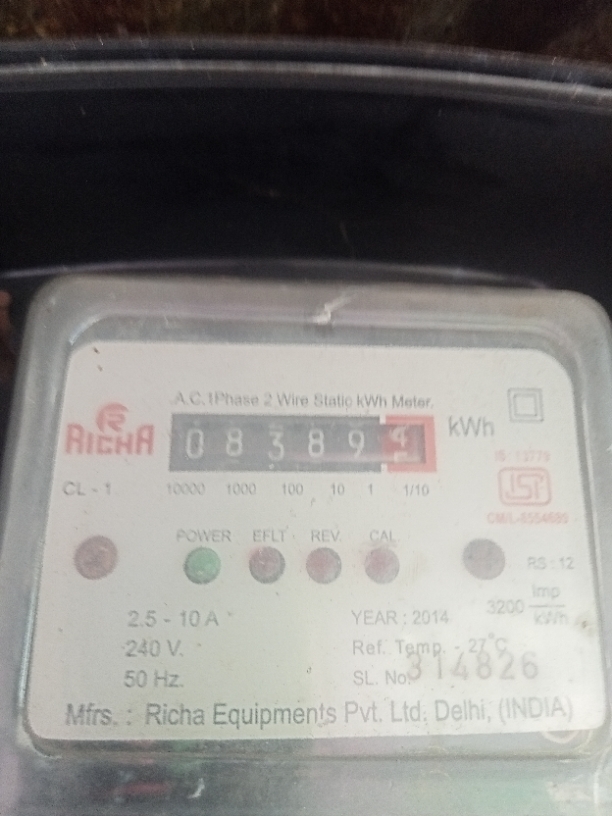 A.C.1Phase 2 Wire Static kWh Meter.
RICHA
0 8 3 8 9 kWh
CL - 1 10000 1000 100 10 1 1/10
IS : 13779
ISI
POWER EFLT REV. CAL.
RS : 12
3200 imp/kWh
2.5 - 10 A YEAR : 2014
240 V. Ref. Temp. - 27°C
50 Hz. SL. No. 314826
Mfrs. : Richa Equipments Pvt. Ltd. Delhi, (INDIA)